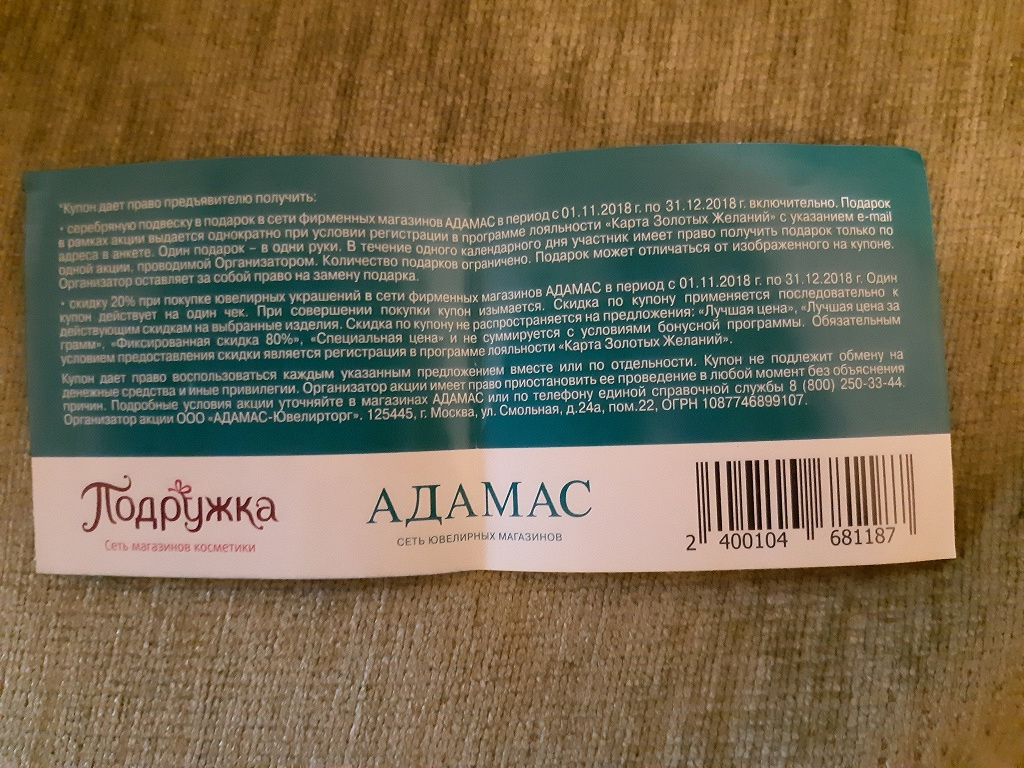 *Купон дает право предъявителю получить:
• серебряную подвеску в подарок в сети фирменных магазинов АДАМАС в период с 01.11.2018 г. по 31.12.2018 г. включительно. Подарок
в рамках акции выдается однократно при условии регистрации в программе лояльности «Карта Золотых Желаний» с указанием e-mail
адреса в анкете. Один подарок – в одни руки. В течение одного календарного дня участник имеет право получить подарок только по
одной акции, проводимой Организатором. Количество подарков ограничено. Подарок может отличаться от изображенного на купоне.
Организатор оставляет за собой право на замену подарка.
• скидку 20% при покупке ювелирных украшений в сети фирменных магазинов АДАМАС в период с 01.11.2018 г. по 31.12.2018 г. Один
купон действует на один чек. При совершении покупки купон изымается. Скидка по купону применяется последовательно к
действующим скидкам на выбранные изделия. Скидка по купону не распространяется на предложения: «Лучшая цена», «Лучшая цена за
грамм», «Фиксированная скидка 80%», «Специальная цена» и не суммируется с условиями бонусной программы. Обязательным
условием предоставления скидки является регистрация в программе лояльности «Карта Золотых Желаний».
Купон дает право воспользоваться каждым указанным предложением вместе или по отдельности. Купон не подлежит обмену на
денежные средства и иные привилегии. Организатор акции имеет право приостановить ее проведение в любой момент без объяснения
причин. Подробные условия акции уточняйте в магазинах АДАМАС или по телефону единой справочной службы 8 (800) 250-33-44.
Организатор акции ООО «АДАМАС-Ювелирторг». 125445, г. Москва, ул. Смольная, д.24а, пом.22, ОГРН 1087746899107.
Подружка
Сеть магазинов косметики
АДАМАС
СЕТЬ ЮВЕЛИРНЫХ МАГАЗИНОВ
2 400104 681187